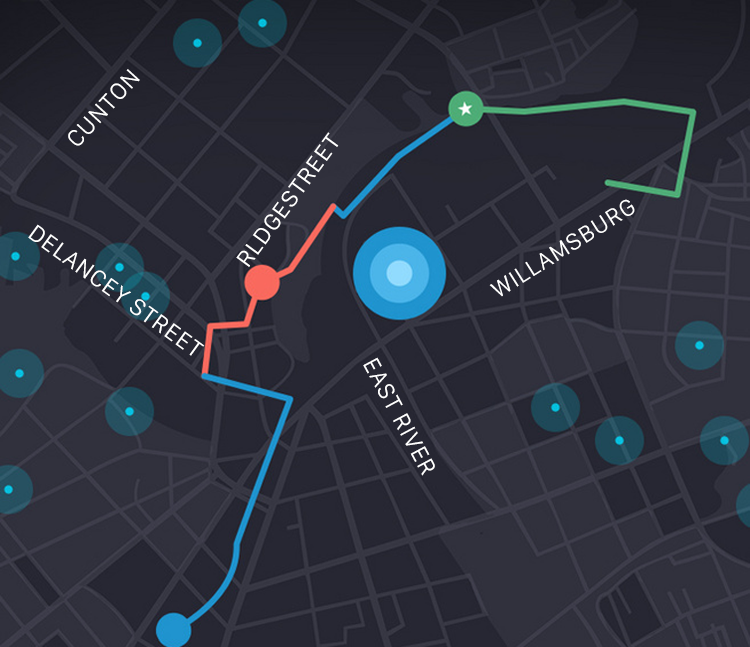 CUNTON
RLDGESTREET
DELANCEY STREET
WILLAMSBURG
EAST RIVER